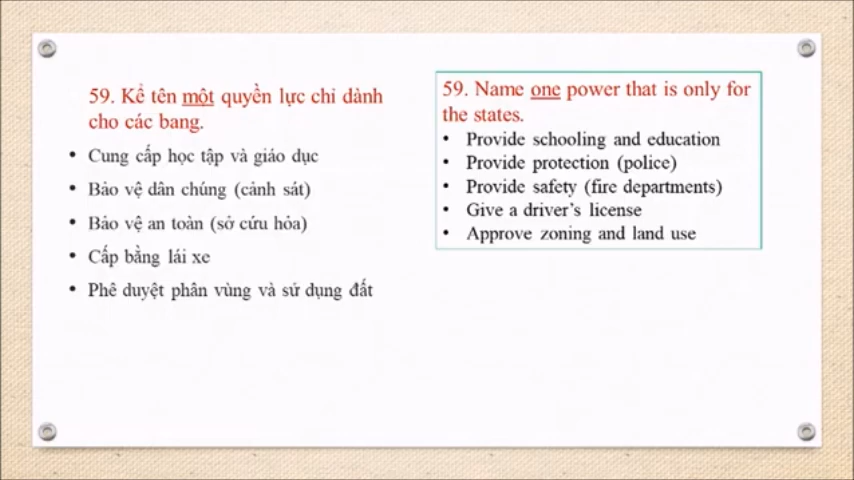 59. Kể tên một quyền lực chỉ dành
cho các bang.
• Cung cấp học tập và giáo dục
• Bảo vệ dân chúng (cảnh sát)
• Bảo vệ an toàn (sở cứu hỏa)
• Cấp bằng lái xe
• Phê duyệt phân vùng và sử dụng đất
59. Name one power that is only for
the states.
• Provide schooling and education
• Provide protection (police)
• Provide safety (fire departments)
• Give a driver's license
• Approve zoning and land use